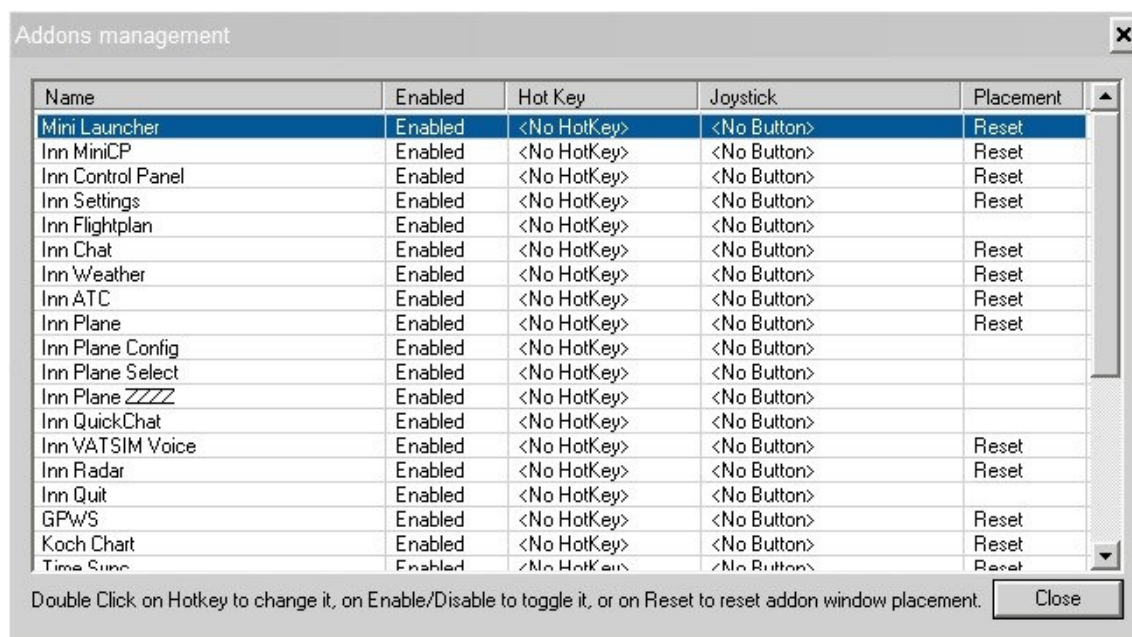 Addons management
Name Enabled Hot Key Joystick Placement
Mini Launcher Enabled <No HotKey> <No Button> Reset
Inn MiniCP Enabled <No HotKey> <No Button> Reset
Inn Control Panel Enabled <No HotKey> <No Button> Reset
Inn Settings Enabled <No HotKey> <No Button> Reset
Inn Flightplan Enabled <No HotKey> <No Button>
Inn Chat Enabled <No HotKey> <No Button> Reset
Inn Weather Enabled <No HotKey> <No Button> Reset
Inn ATC Enabled <No HotKey> <No Button> Reset
Inn Plane Enabled <No HotKey> <No Button> Reset
Inn Plane Config Enabled <No HotKey> <No Button>
Inn Plane Select Enabled <No HotKey> <No Button>
Inn Plane ZZZZZ Enabled <No HotKey> <No Button>
Inn QuickChat Enabled <No HotKey> <No Button>
Inn VATSIM Voice Enabled <No HotKey> <No Button> Reset
Inn Radar Enabled <No HotKey> <No Button> Reset
Inn Quit Enabled <No HotKey> <No Button>
GPWS Enabled <No HotKey> <No Button> Reset
Koch Chart Enabled <No HotKey> <No Button> Reset
Time Sync Enabled <No HotKey> <No Button> Reset
Double Click on Hotkey to change it, on Enable/Disable to toggle it, or on Reset to reset addon window placement. Close